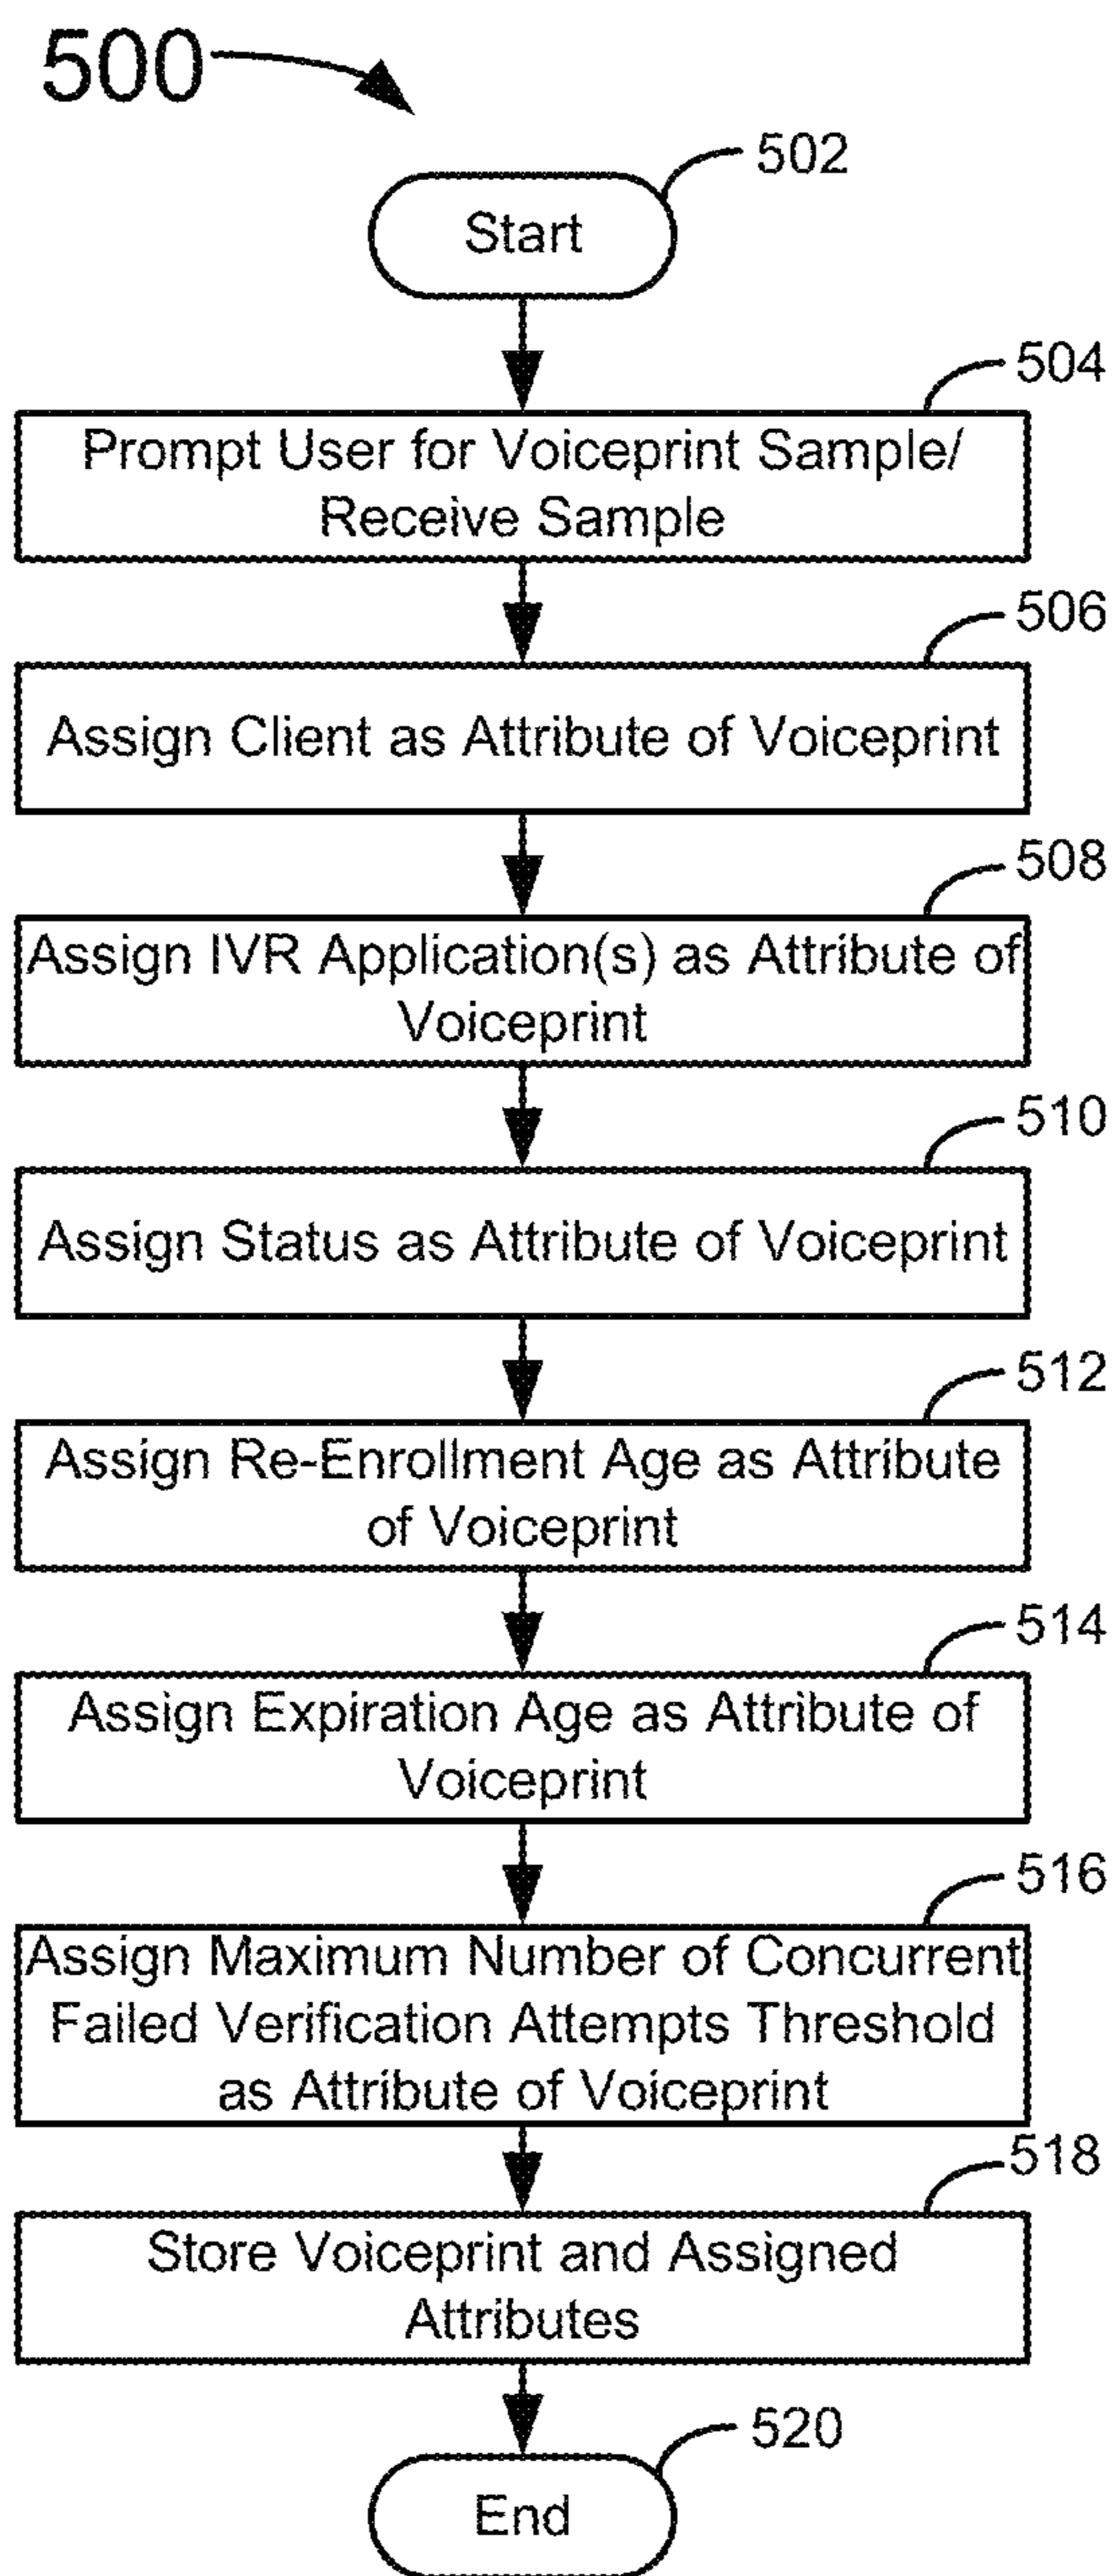 500
502
Start
504
Prompt User for Voiceprint Sample/
Receive Sample
506
Assign Client as Attribute of Voiceprint
508
Assign IVR Application(s) as Attribute of
Voiceprint
510
Assign Status as Attribute of Voiceprint
512
Assign Re-Enrollment Age as Attribute
of Voiceprint
514
Assign Expiration Age as Attribute of
Voiceprint
516
Assign Maximum Number of Concurrent
Failed Verification Attempts Threshold
as Attribute of Voiceprint
518
Store Voiceprint and Assigned
Attributes
520
End